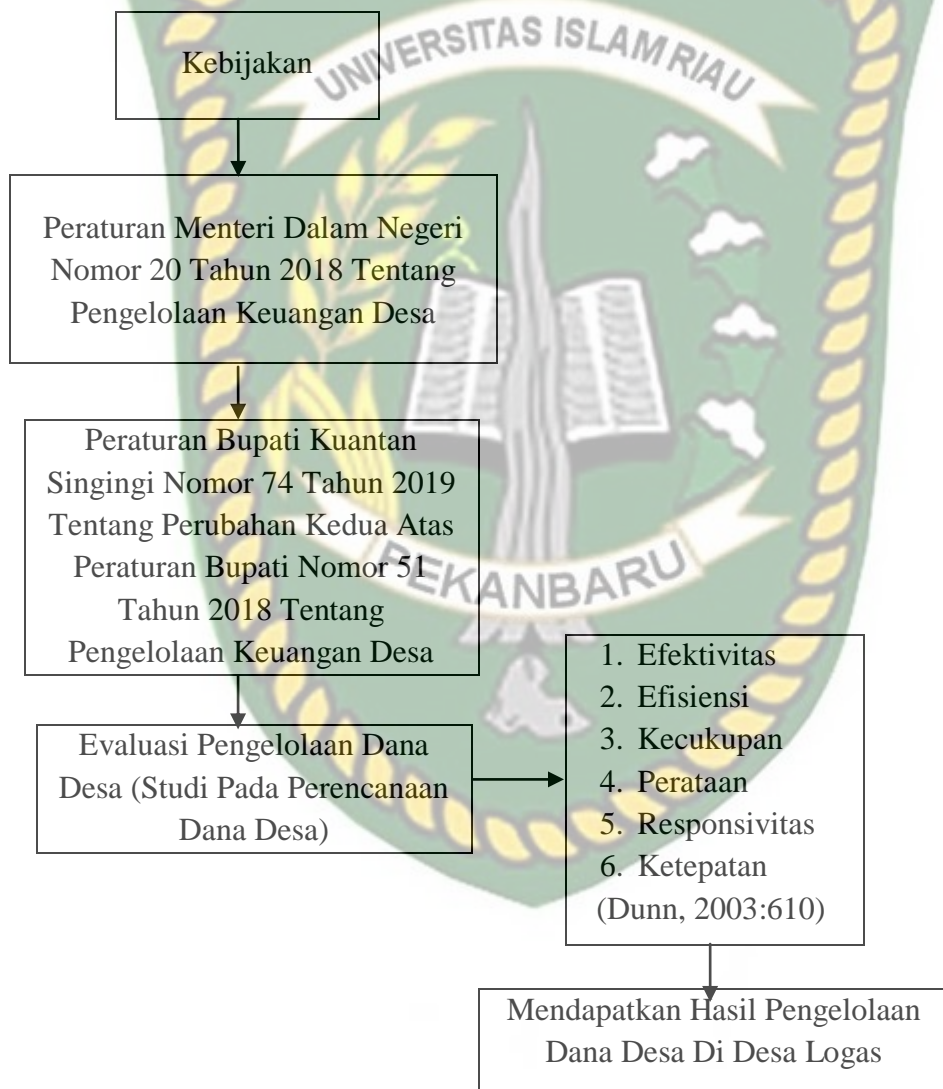 UNIVERSITAS ISLAM RIAU
Kebijakan
Peraturan Menteri Dalam Negeri
Nomor 20 Tahun 2018 Tentang
Pengelolaan Keuangan Desa
Peraturan Bupati Kuantan
Singingi Nomor 74 Tahun 2019
Tentang Perubahan Kedua Atas
Peraturan Bupati Nomor 51
Tahun 2018 Tentang
Pengelolaan Keuangan Desa
PEKANBARU
Evaluasi Pengelolaan Dana
Desa (Studi Pada Perencanaan
Dana Desa)
1. Efektivitas
2. Efisiensi
3. Kecukupan
4. Perataan
5. Responsivitas
6. Ketepatan
(Dunn, 2003:610)
Mendapatkan Hasil Pengelolaan
Dana Desa Di Desa Logas